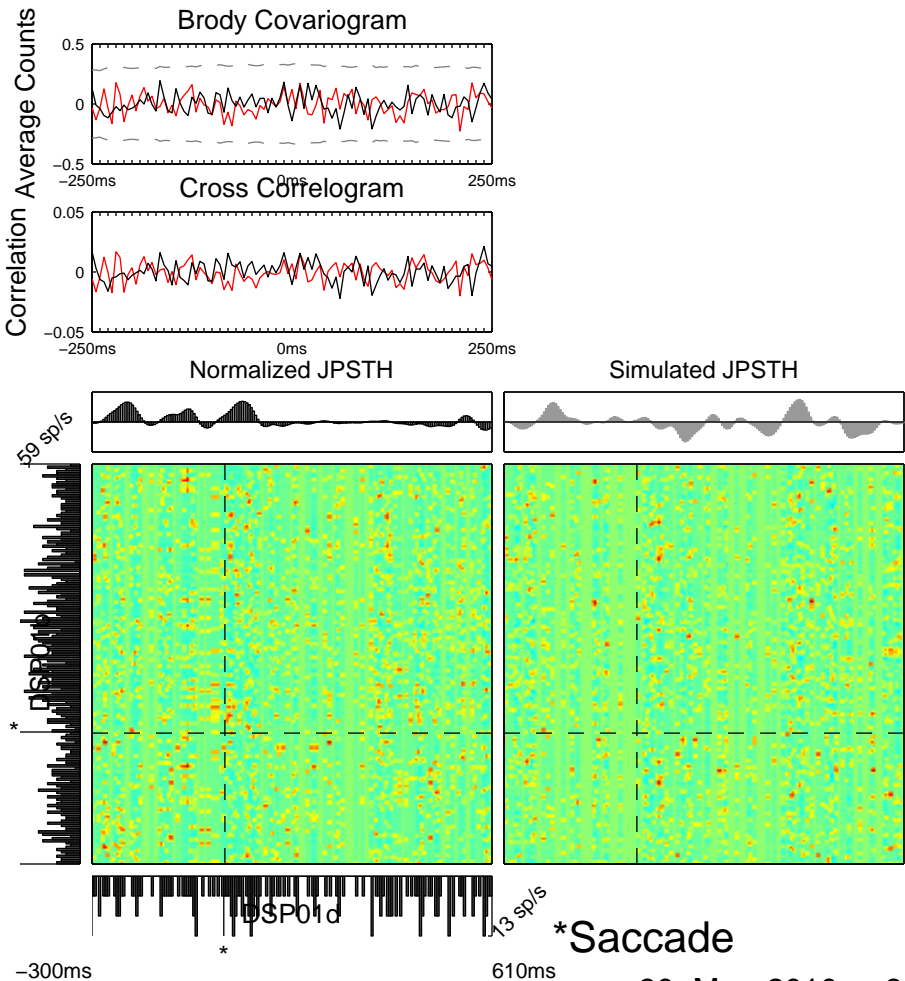 Brody Covariogram
Average Counts
0.5
0
−0.5
−250ms
0ms
250ms
Cross Correlogram
Correlation
0.05
0
−0.05
−250ms
0ms
250ms
Normalized JPSTH
Simulated JPSTH
59 sp/s
*
DSP01d
13 sp/s
*
*Saccade
−300ms
610ms